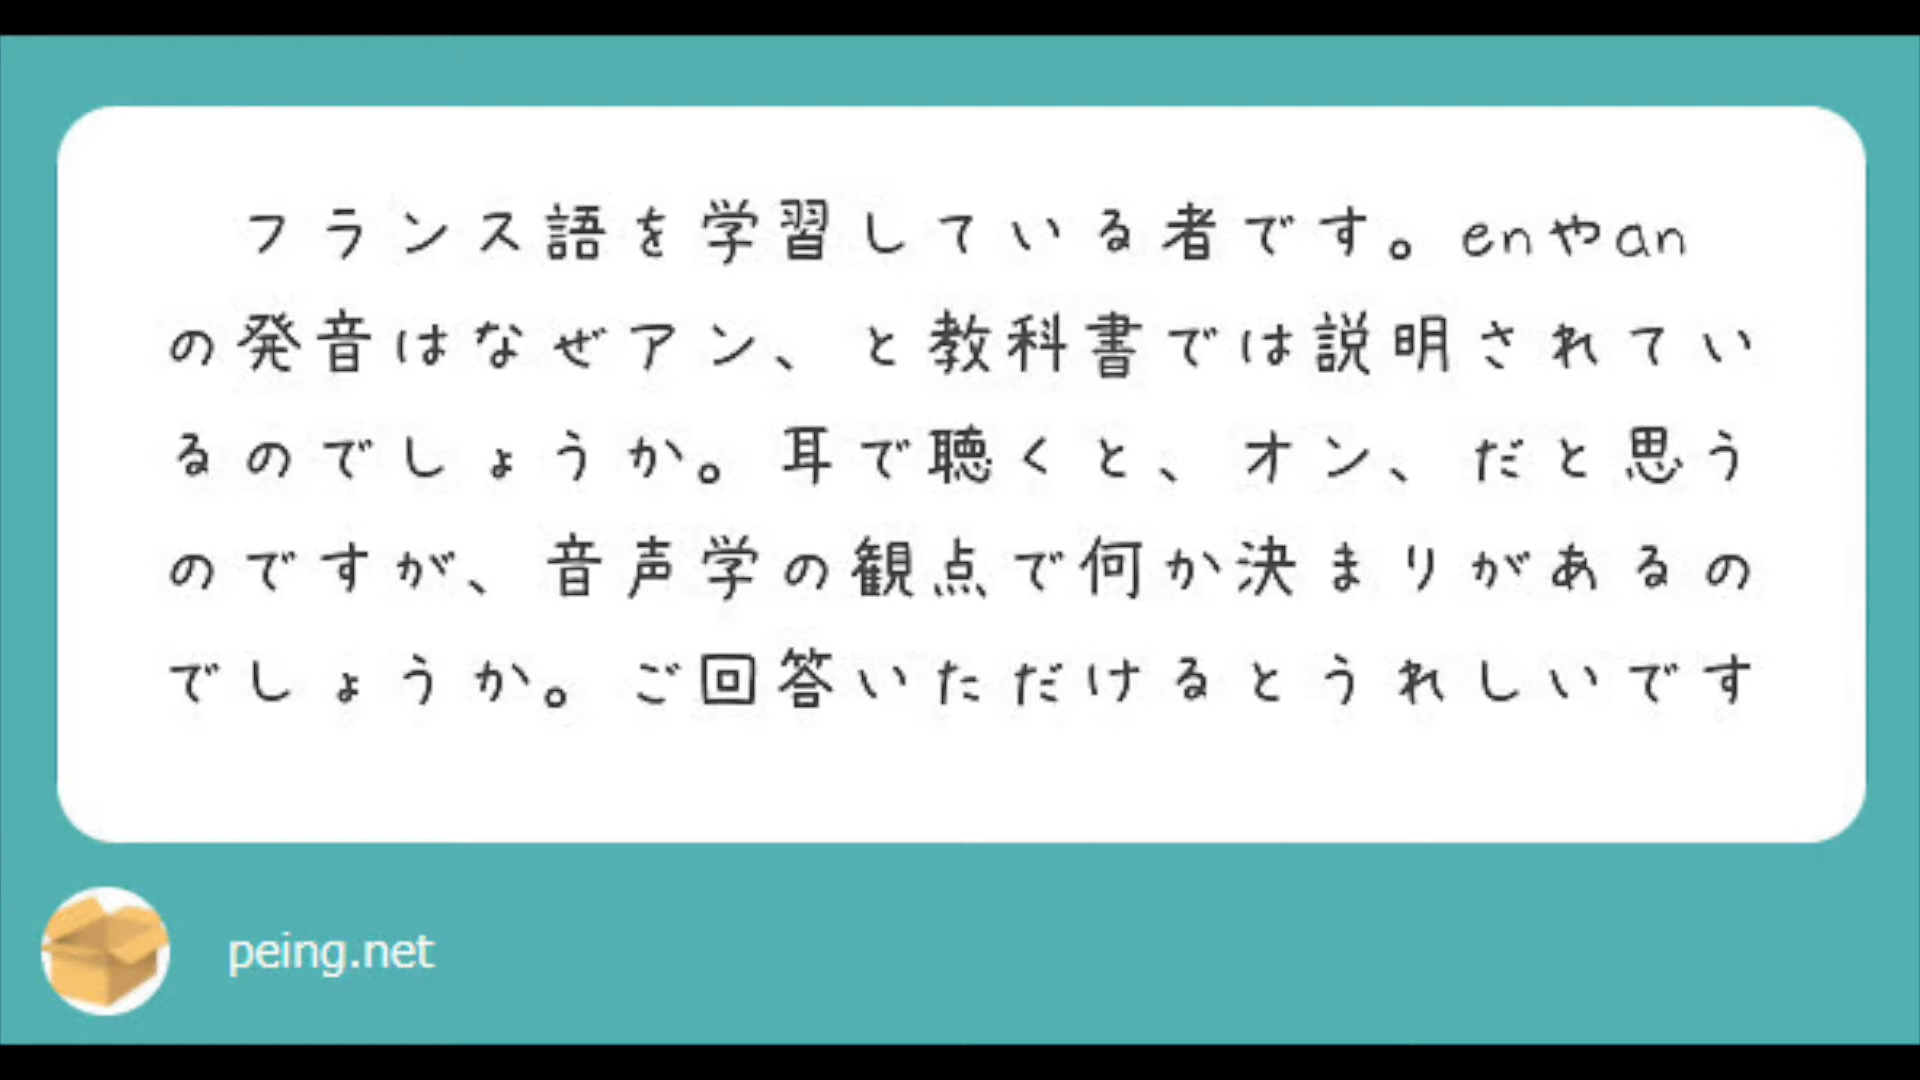 フランス語を学習している者です。enやan
の発音はなぜアン、と教科書では説明されてい
るのでしょうか。耳で聴くと、オン、だと思う
のですが、音声学の観点で何か決まりがあるの
でしょうか。ご回答いただけるとうれしいです
peing.net